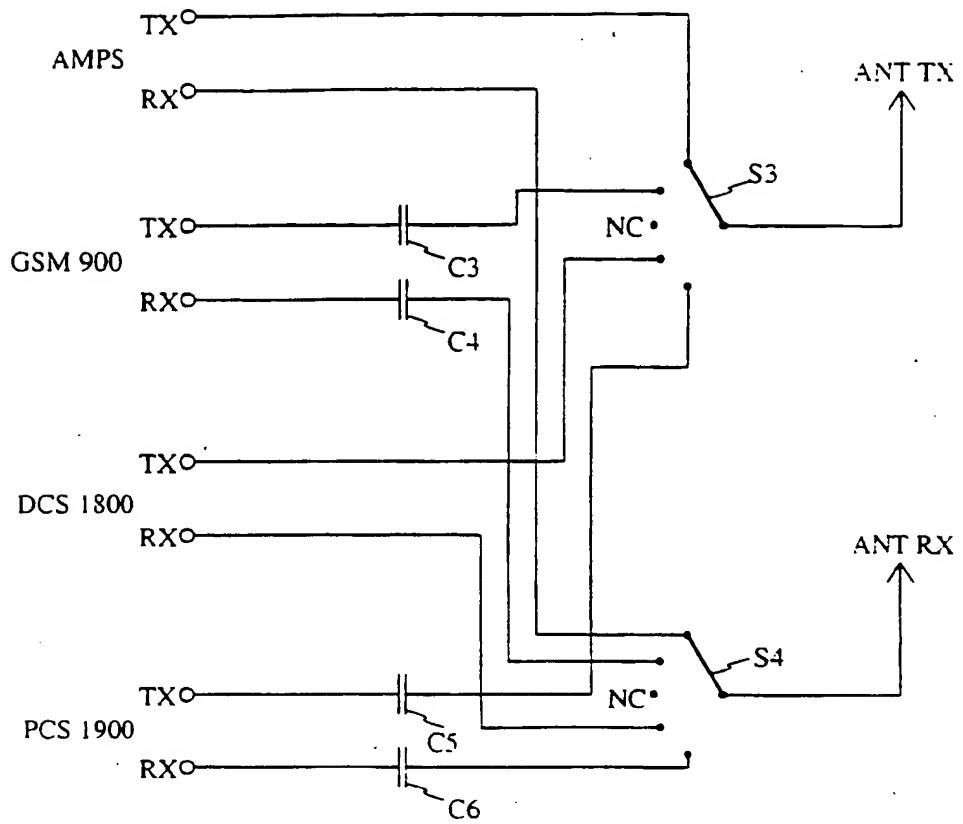 TX
AMPS
RX
ANT TX
S3
TX
NC
GSM 900
C3
RX
C4
TX
DCS 1800
RX
ANT RX
S4
TX
NC
PCS 1900
C5
RX
C6